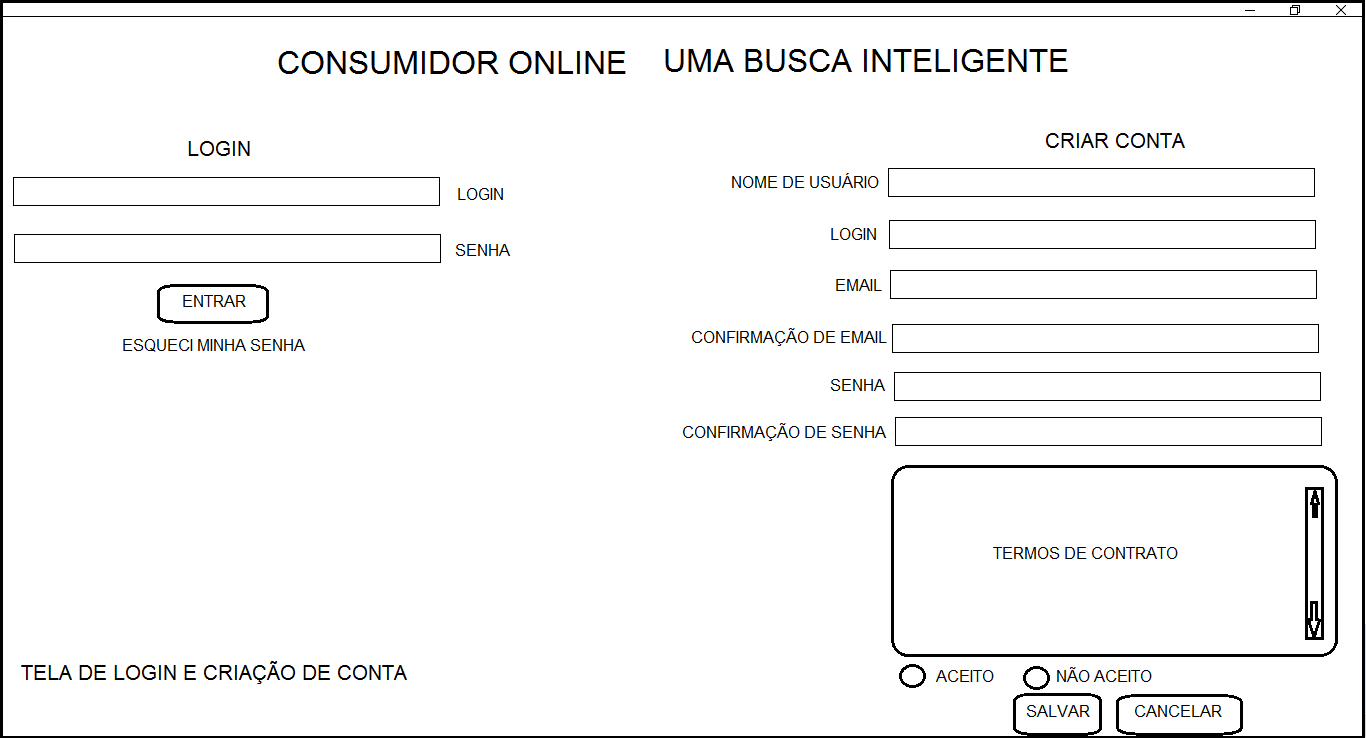 CONSUMIDOR ONLINE UMA BUSCA INTELIGENTE
LOGIN
LOGIN
SENHA
ENTRAR
ESQUECI MINHA SENHA
CRIAR CONTA
NOME DE USUÁRIO
LOGIN
EMAIL
CONFIRMAÇÃO DE EMAIL
SENHA
CONFIRMAÇÃO DE SENHA
TERMOS DE CONTRATO
ACEITO NÃO ACEITO
SALVAR CANCELAR
TELA DE LOGIN E CRIAÇÃO DE CONTA